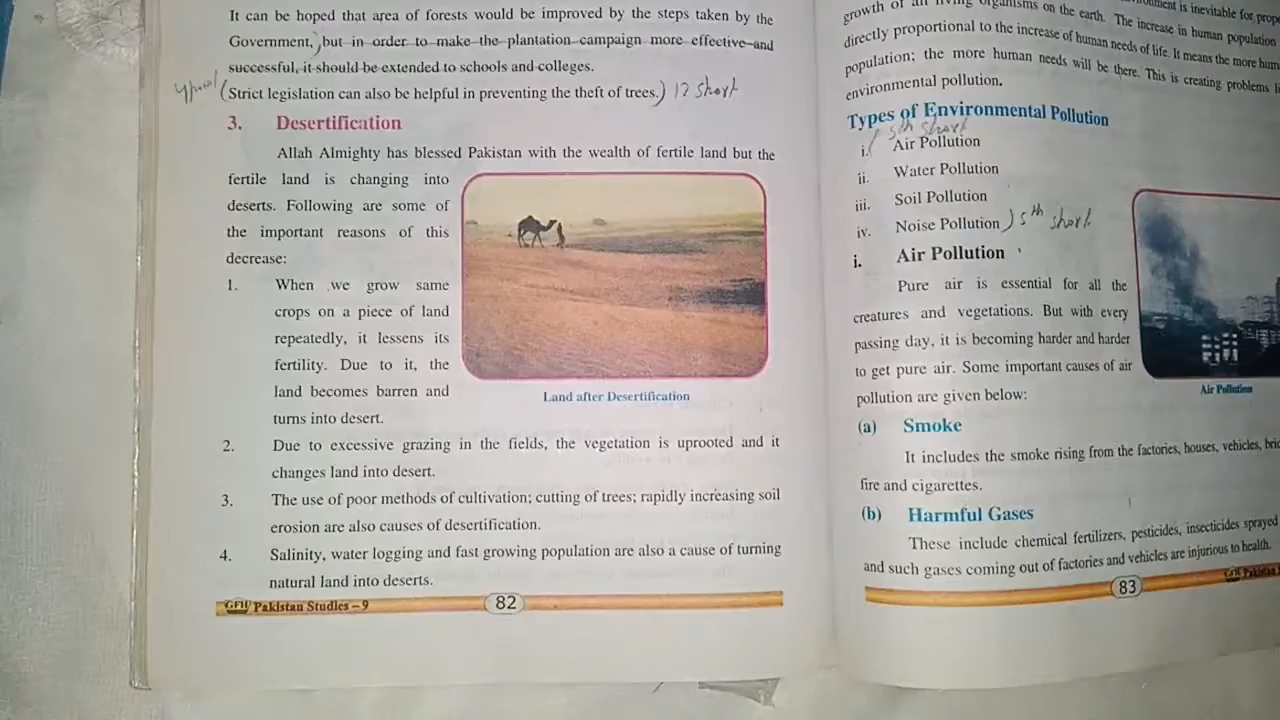 It can be hoped that area of forests would be improved by the steps taken by the
Government, but in order to make the plantation campaign more effective and
successful, it should be extended to schools and colleges.
(Strict legislation can also be helpful in preventing the theft of trees.) 12 short
3. Desertification
Allah Almighty has blessed Pakistan with the wealth of fertile land but the
fertile land is changing into
deserts. Following are some of
the important reasons of this
decrease:
1. When we grow same
crops on a piece of land
repeatedly, it lessens its
fertility. Due to it, the
land becomes barren and
turns into desert.
Land after Desertification
2. Due to excessive grazing in the fields, the vegetation is uprooted and it
changes land into desert.
3. The use of poor methods of cultivation; cutting of trees; rapidly increasing soil
erosion are also causes of desertification.
4. Salinity, water logging and fast growing population are also a cause of turning
natural land into deserts.
GFH Pakistan Studies – 9 82
is inevitable for
growth of all living organisms on the earth. The increase in human population
directly proportional to the increase of human needs of life. It means the more
population; the more human needs will be there. This is creating problems
environmental pollution.
Types of Environmental Pollution
5th short
i. Air Pollution
ii. Water Pollution
iii. Soil Pollution
iv. Noise Pollution) 5th short
i. Air Pollution
Pure air is essential for all the
creatures and vegetations. But with every
passing day, it is becoming harder and harder
to get pure air. Some important causes of air
pollution are given below:
Air Pollution
(a) Smoke
It includes the smoke rising from the factories, houses, vehicles,
fire and cigarettes.
(b) Harmful Gases
These include chemical fertilizers, pesticides, insecticides sprayed
and such gases coming out of factories and vehicles are injurious to health.
83 GFH Pakistan